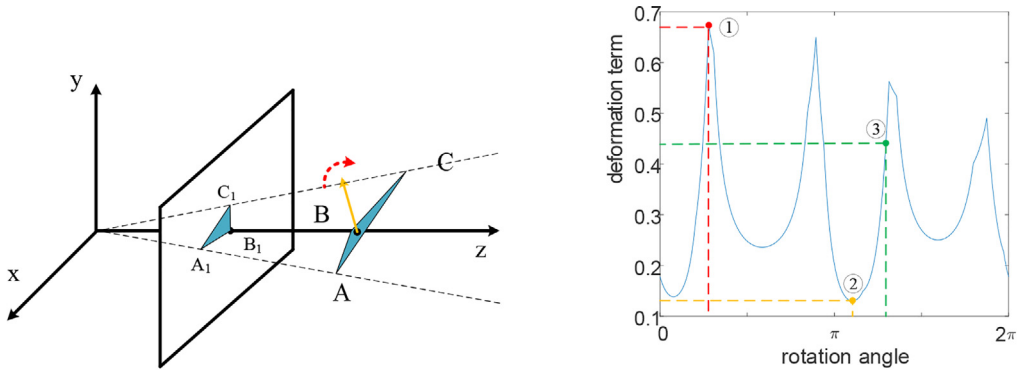 y
x
z
A₁
B₁
C₁
A
B
C
deformation term
0.7
0.6
0.5
0.4
0.3
0.2
0.1
①
②
③
0
π
2π
rotation angle